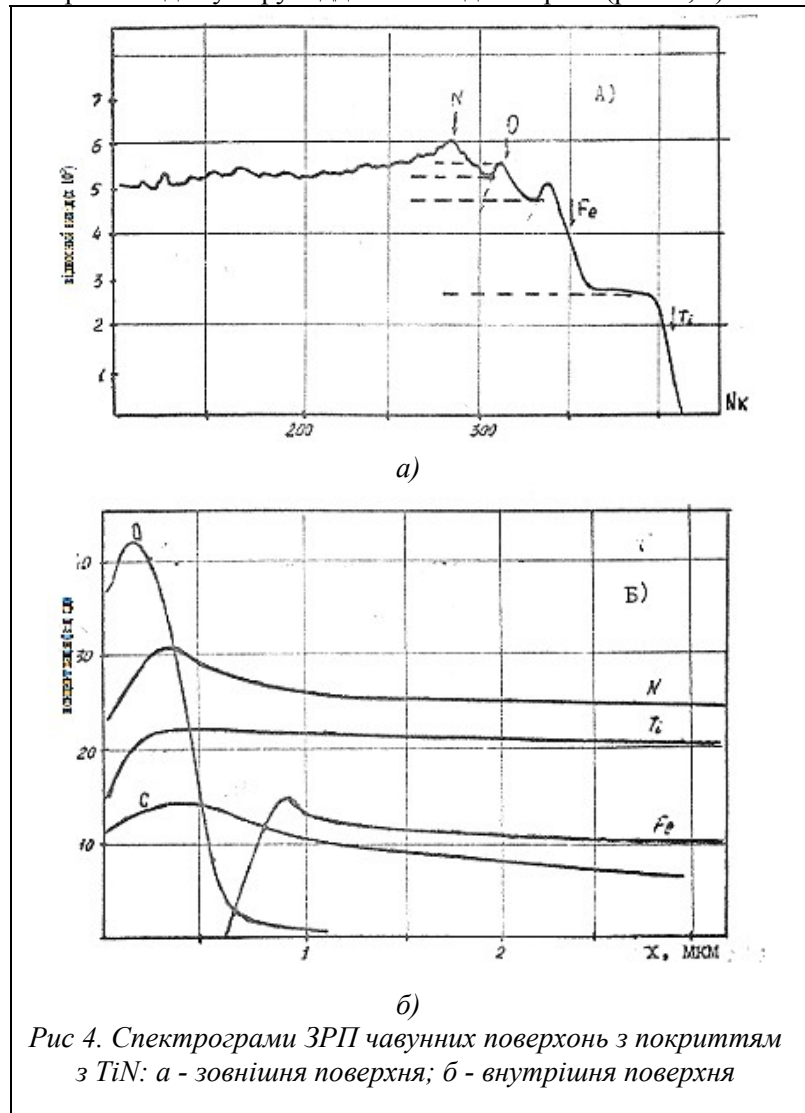 А)
7
6
5
4
3
2
1
N
O
Fe
Ti
200
300
Nк
а)
Б)
O
30
20
10
N
Ti
C
Fe
1
2
X, МКМ
б)
Рис 4. Спектрограми ЗРП чавунних поверхонь з покриттям
з TiN: а - зовнішня поверхня; б - внутрішня поверхня